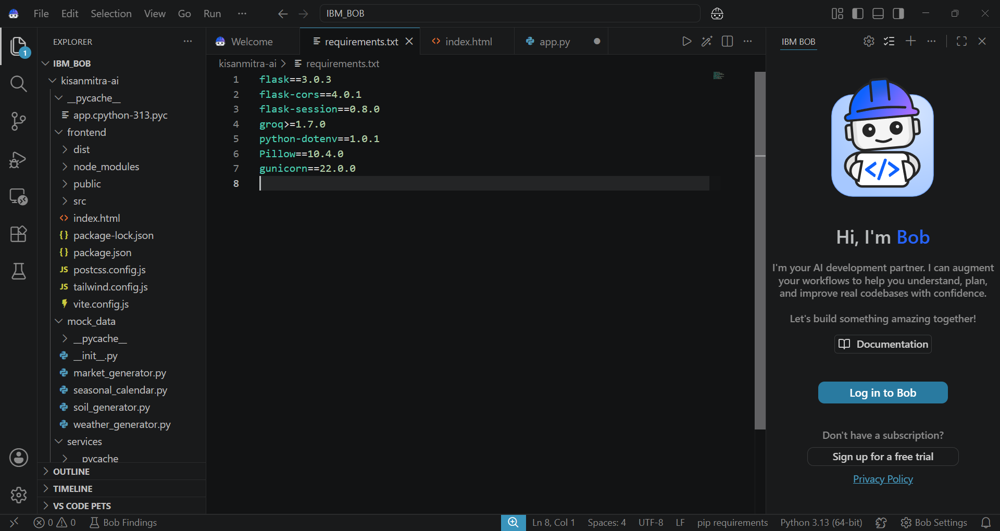 File Edit Selection View Go Run ··· IBM_BOB
EXPLORER ···
1
IBM_BOB
kisanmitra-ai
__pycache__
app.cpython-313.pyc
frontend
dist
node_modules
public
src
index.html
package-lock.json
package.json
JS postcss.config.js
JS tailwind.config.js
vite.config.js
mock_data
__pycache__
__init__.py
market_generator.py
seasonal_calendar.py
soil_generator.py
weather_generator.py
services
__pycache__
OUTLINE
TIMELINE
VS CODE PETS
Welcome requirements.txt index.html app.py
kisanmitra-ai > requirements.txt
1 flask==3.0.3
2 flask-cors==4.0.1
3 flask-session==0.8.0
4 groq>=1.7.0
5 python-dotenv==1.0.1
6 Pillow==10.4.0
7 gunicorn==22.0.0
8
IBM BOB
</>
Hi, I'm Bob
I'm your AI development partner. I can augment
your workflows to help you understand, plan,
and improve real codebases with confidence.
Let's build something amazing together!
Documentation
Log in to Bob
Don't have a subscription?
Sign up for a free trial
Privacy Policy
0 0 Bob Findings Ln 8, Col 1 Spaces: 4 UTF-8 LF pip requirements Python 3.13 (64-bit) Bob Settings